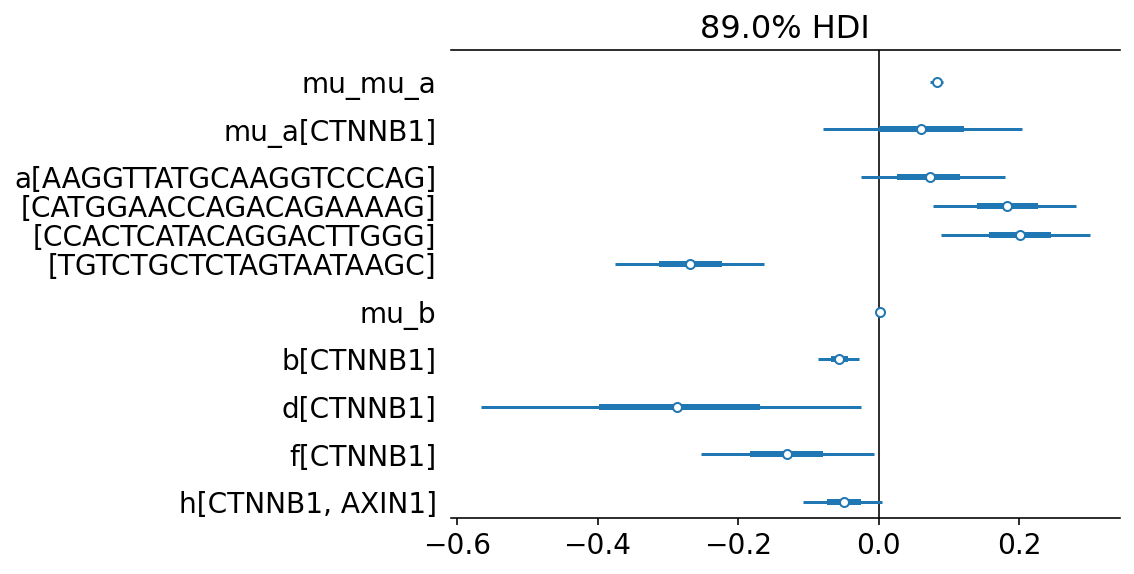 89.0% HDI
mu_mu_a
mu_a[CTNNB1]
a[AAGGTTATGCAAGGTCCCAG]
[CATGGAACCAGACAGAAAAG]
[CCACTCATACAGGACTTGGG]
[TGTCTGCTCTAGTAATAAGC]
mu_b
b[CTNNB1]
d[CTNNB1]
f[CTNNB1]
h[CTNNB1, AXIN1]
−0.6 −0.4 −0.2 0.0 0.2